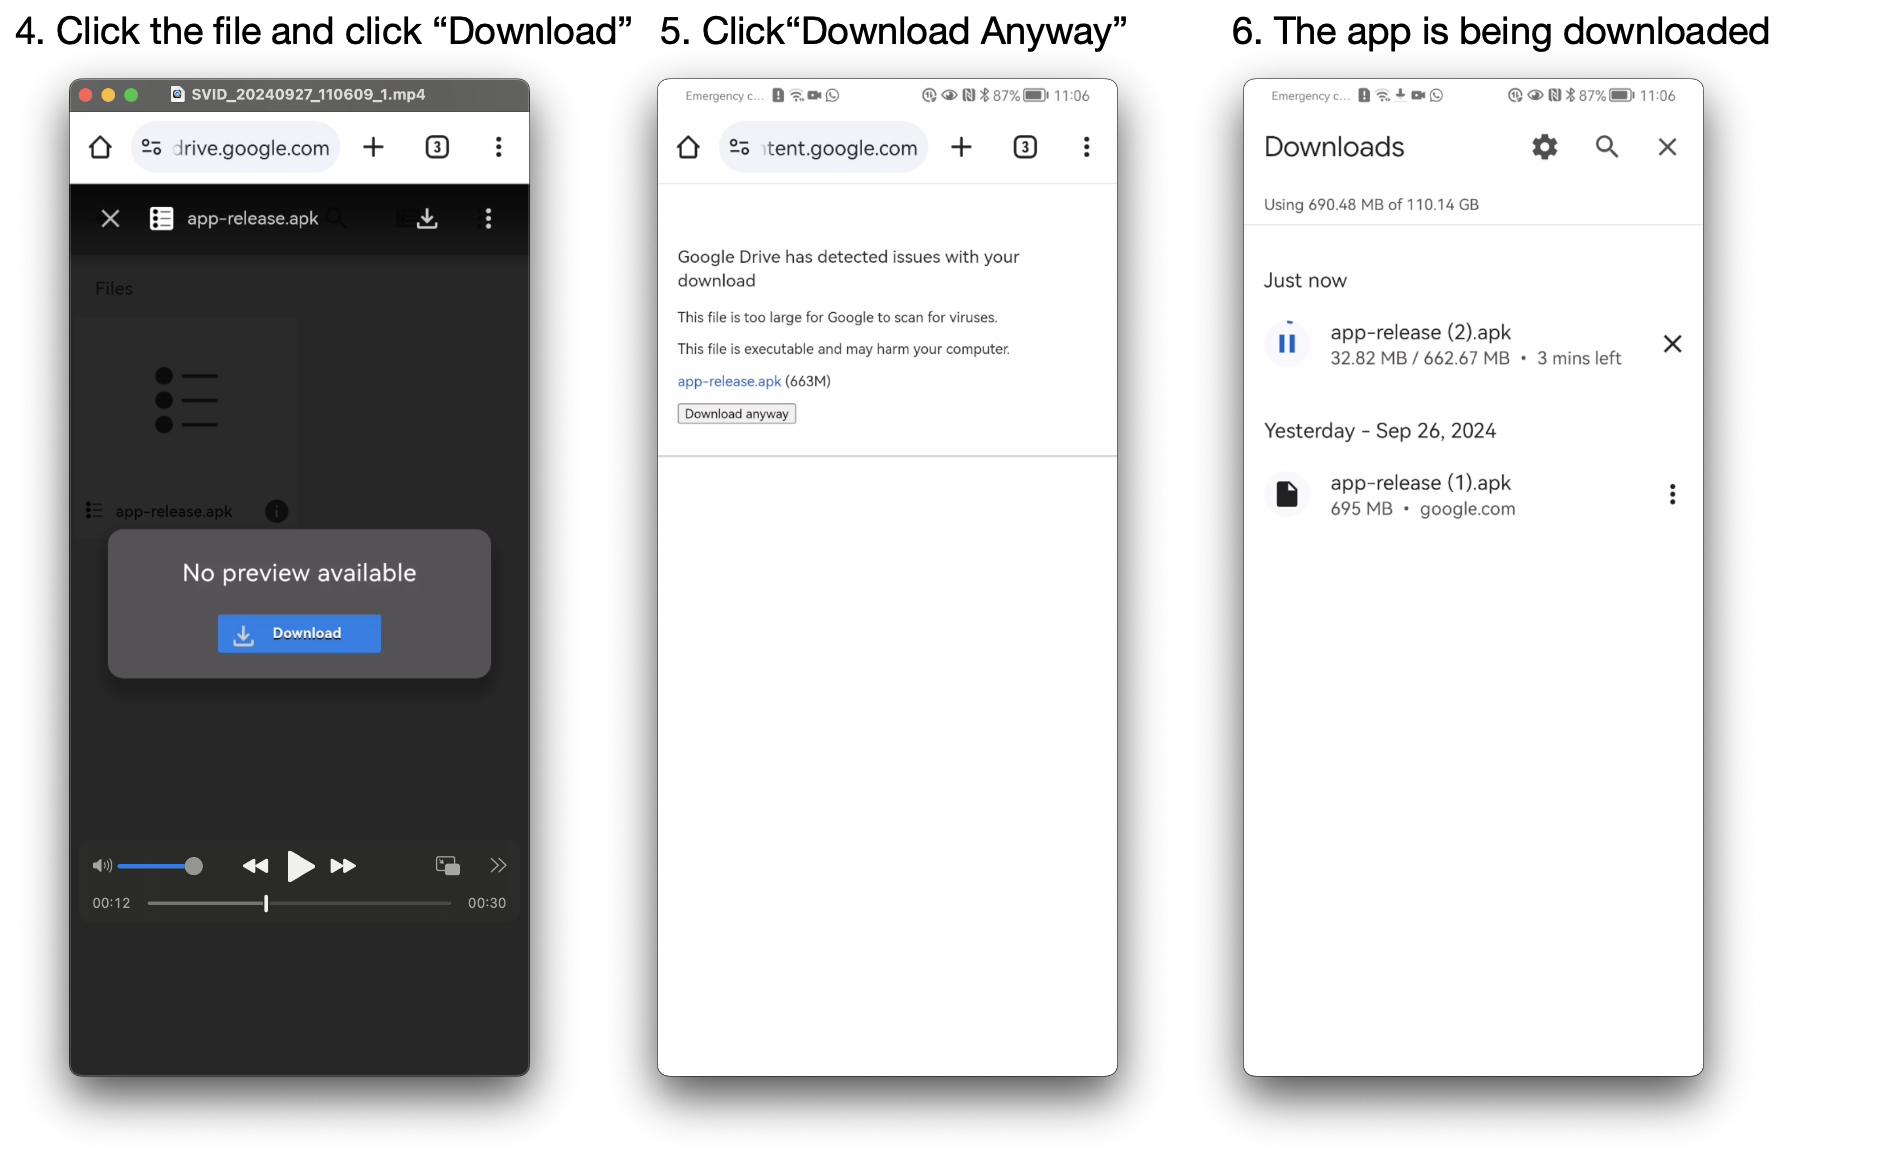 4. Click the file and click “Download”
SVID_20240927_110609_1.mp4
drive.google.com
3
app-release.apk
Files
app-release.apk
No preview available
Download
00:12
00:30
5. Click“Download Anyway”
Emergency c...
87%
11:06
tent.google.com
3
Google Drive has detected issues with your
download
This file is too large for Google to scan for viruses.
This file is executable and may harm your computer.
app-release.apk (663M)
Download anyway
6. The app is being downloaded
Emergency c...
87%
11:06
Downloads
Using 690.48 MB of 110.14 GB
Just now
app-release (2).apk
32.82 MB / 662.67 MB • 3 mins left
Yesterday - Sep 26, 2024
app-release (1).apk
695 MB • google.com